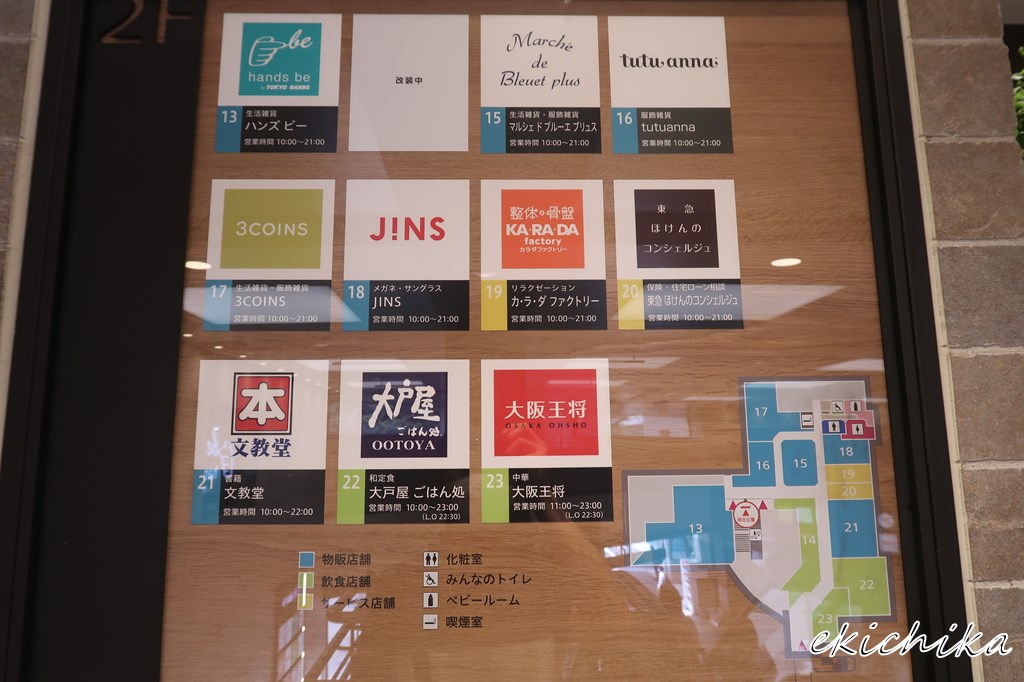 2F
be
hands be
by TOKYU HANDS
13
生活雑貨
ハンズ ビー
営業時間 10:00〜21:00
改装中
Marché
de
Bleuet plus
15
生活雑貨・服飾雑貨
マルシェ ド ブルーエ プリュス
営業時間 10:00〜21:00
tutuanna
16
服飾雑貨
tutuanna
営業時間 10:00〜21:00
3COINS
17
生活雑貨・服飾雑貨
3COINS
営業時間 10:00〜21:00
J!NS
18
メガネ・サングラス
JINS
営業時間 10:00〜21:00
整体・骨盤
KA・RA・DA
factory
カラダファクトリー
19
リラクゼーション
カ・ラ・ダ ファクトリー
営業時間 10:00〜21:00
東急
ほけんの
コンシェルジュ
20
保険・住宅ローン相談
東急 ほけんのコンシェルジュ
営業時間 10:00〜21:00
本
文教堂
21
書籍
文教堂
営業時間 10:00〜22:00
大戸屋
ごはん処
OOTOYA
22
和定食
大戸屋 ごはん処
営業時間 10:00〜23:00
(L.O 22:30)
大阪王将
OSAKA OHSHO
23
中華
大阪王将
営業時間 11:00〜23:00
(L.O 22:30)
物販店舗
飲食店舗
サービス店舗
化粧室
みんなのトイレ
ベビールーム
喫煙室
17
18
16
15
19
20
13
14
21
22
23
現在位置
ekichika